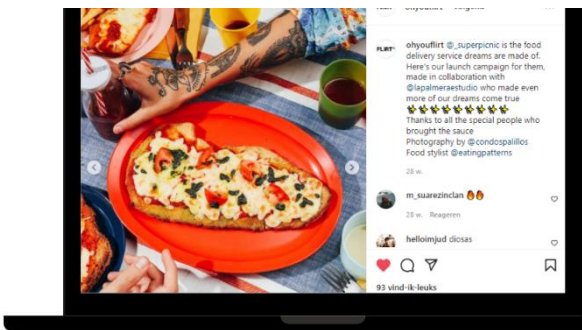 FLIRT*
ohyouflirt @_superpicnic is the food
delivery service dreams are made of.
Here's our launch campaign for them,
made in collaboration with
@lapalmeraestudio who made even
more of our dreams come true
Thanks to all the special people who
brought the sauce
Photography by @condospalillos
Food stylist @eatingpatterns
28 w.
m_suarezinclan
28 w. Reageren
helloimjud diosas
93 vind-ik-leuks